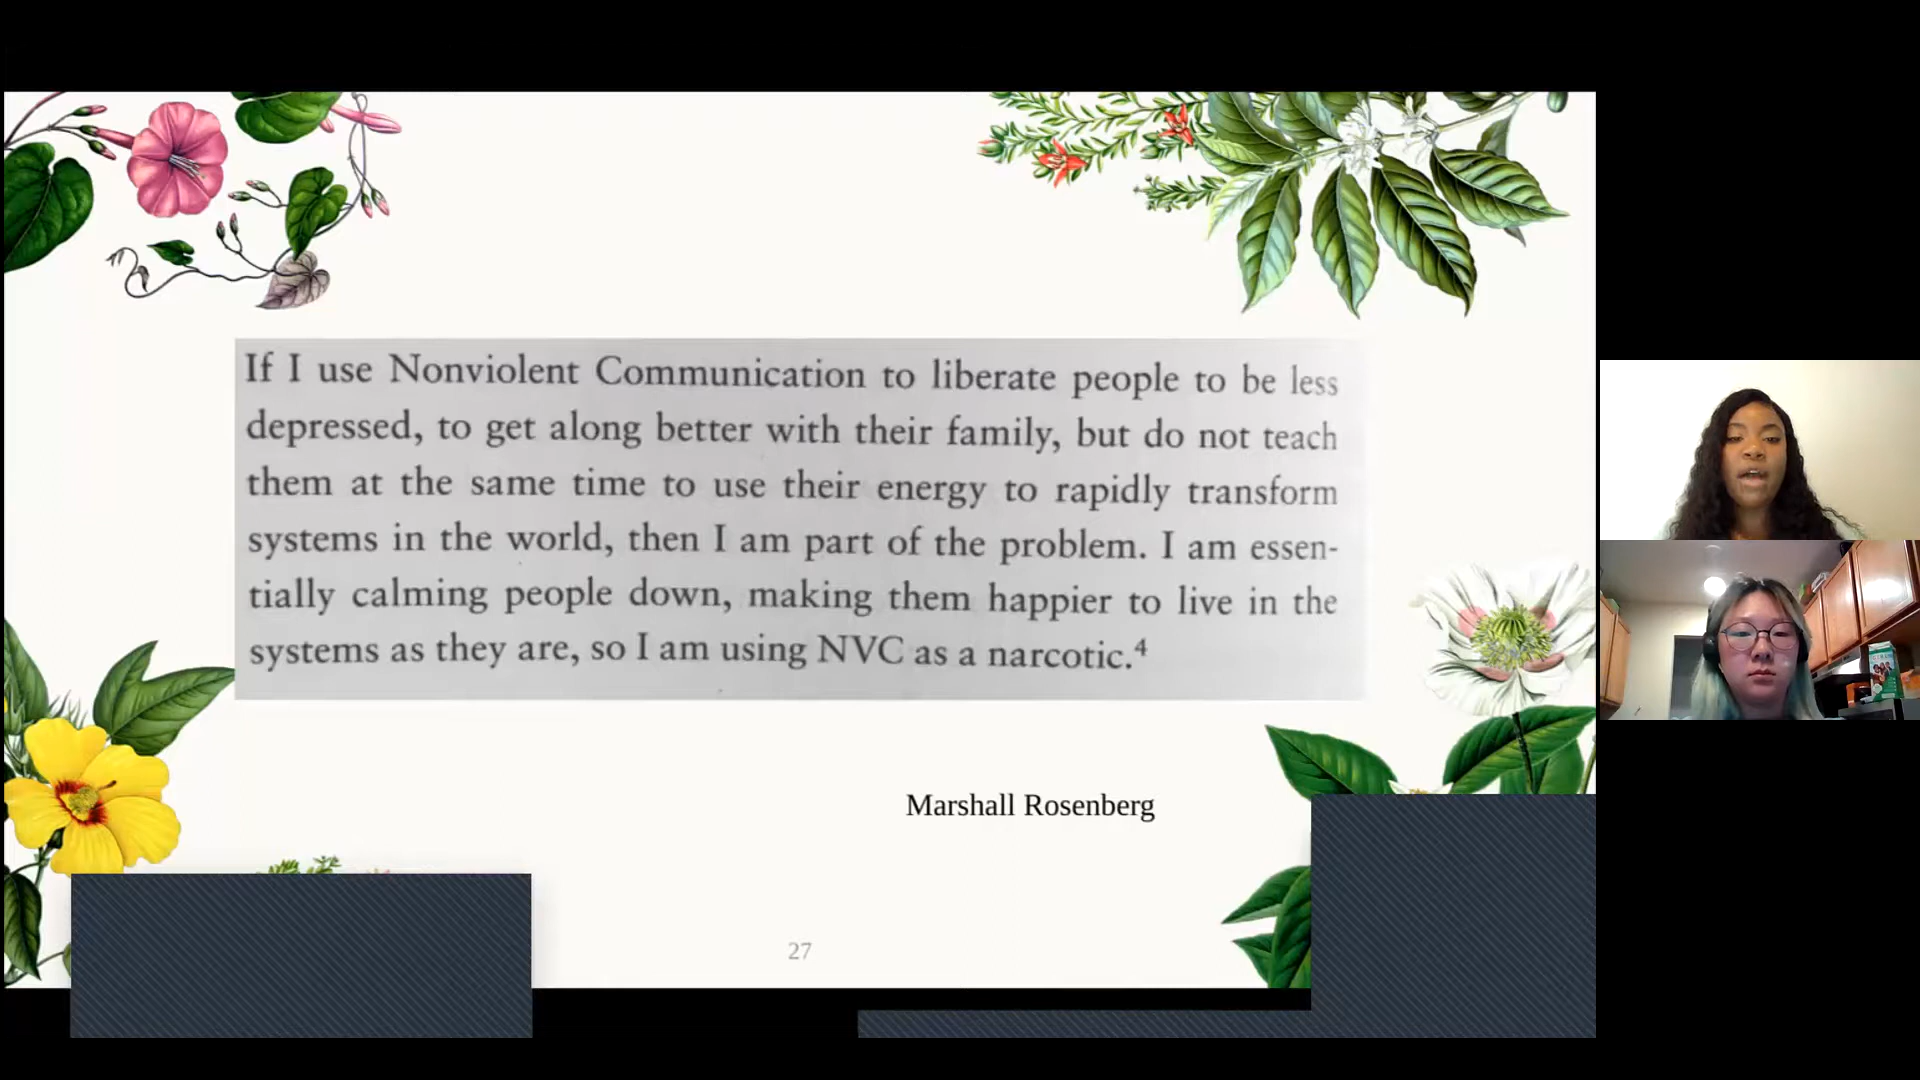 If I use Nonviolent Communication to liberate people to be less
depressed, to get along better with their family, but do not teach
them at the same time to use their energy to rapidly transform
systems in the world, then I am part of the problem. I am essen-
tially calming people down, making them happier to live in the
systems as they are, so I am using NVC as a narcotic.⁴
Marshall Rosenberg
27